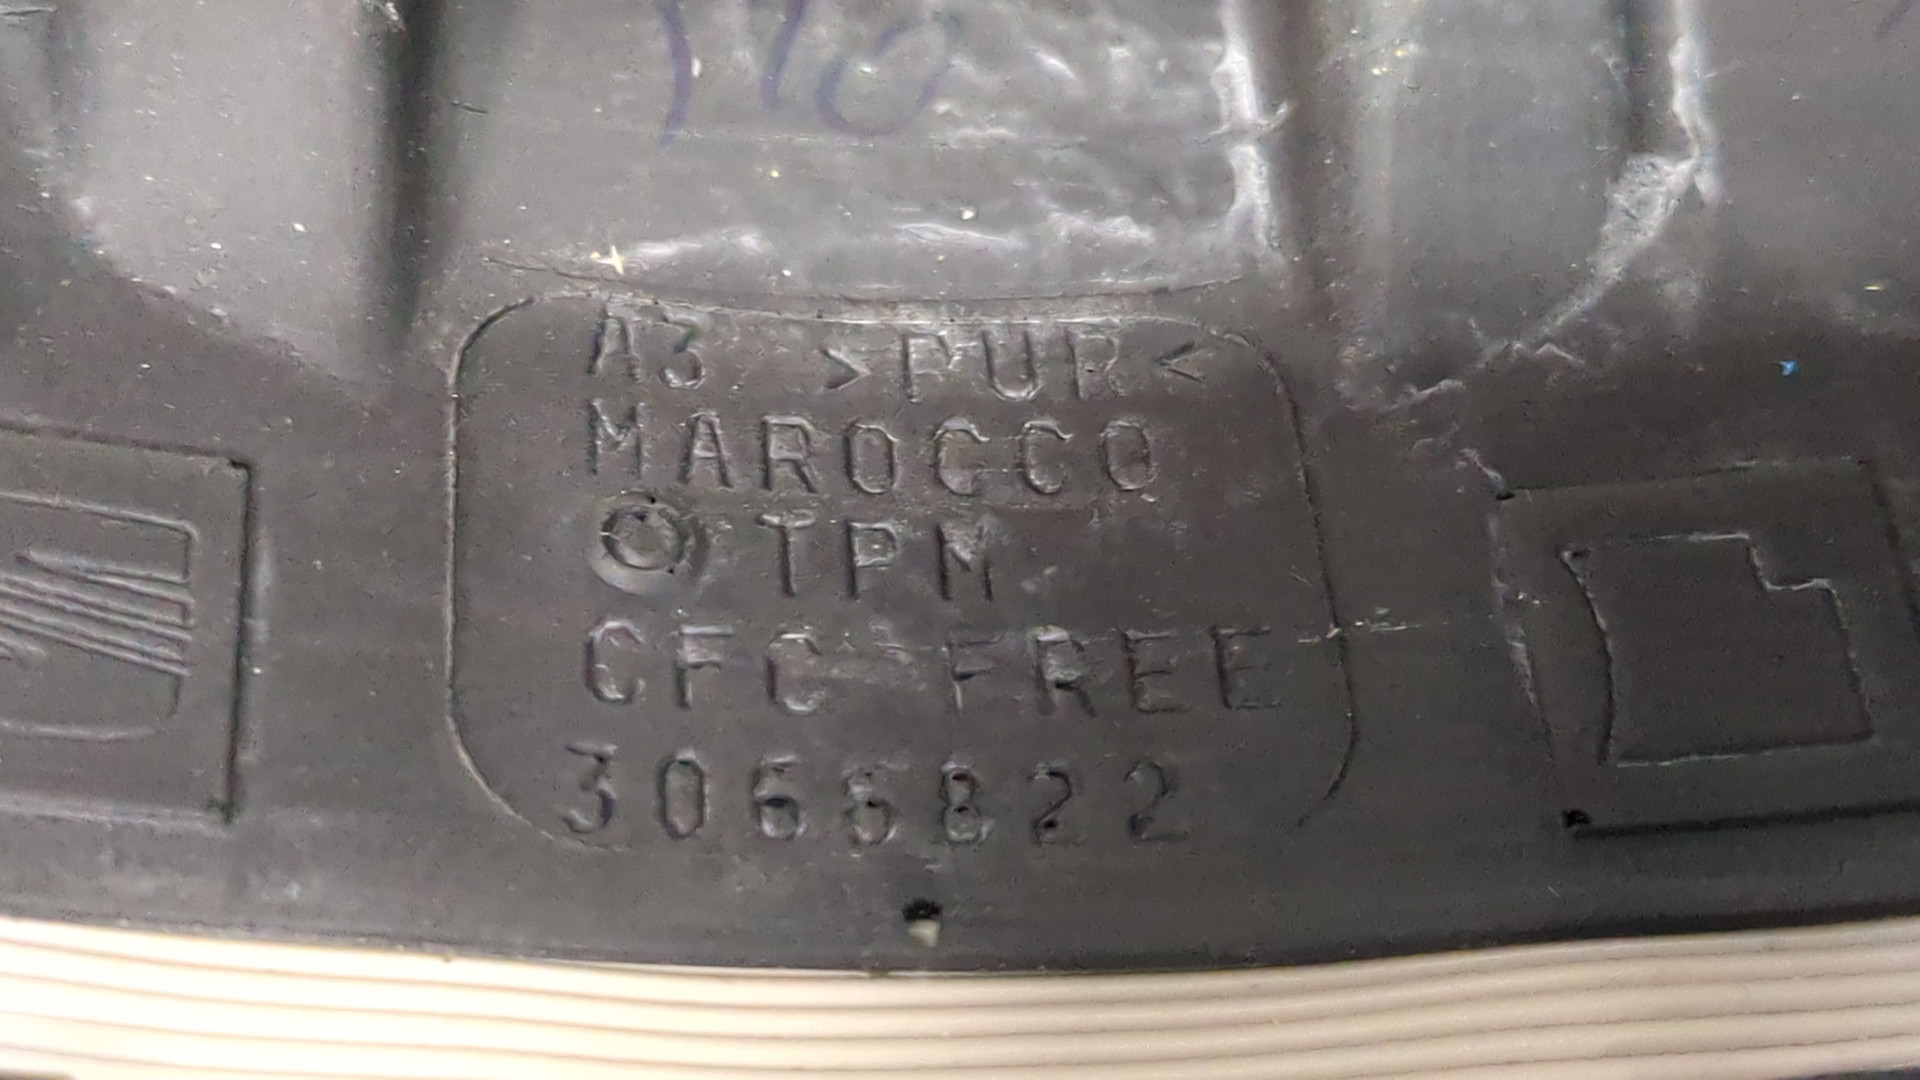 A3 >PUR<
MAROCCO
TPM
CFC FREE
3066822